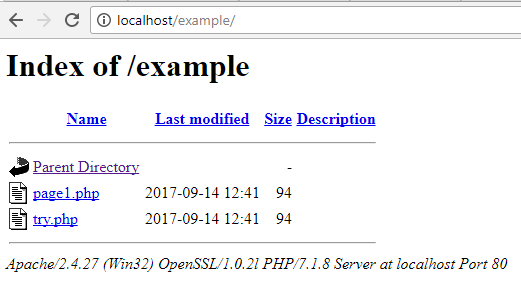 localhost/example/
Index of /example
Name Last modified Size Description
Parent Directory -
page1.php 2017-09-14 12:41 94
try.php 2017-09-14 12:41 94
Apache/2.4.27 (Win32) OpenSSL/1.0.2l PHP/7.1.8 Server at localhost Port 80